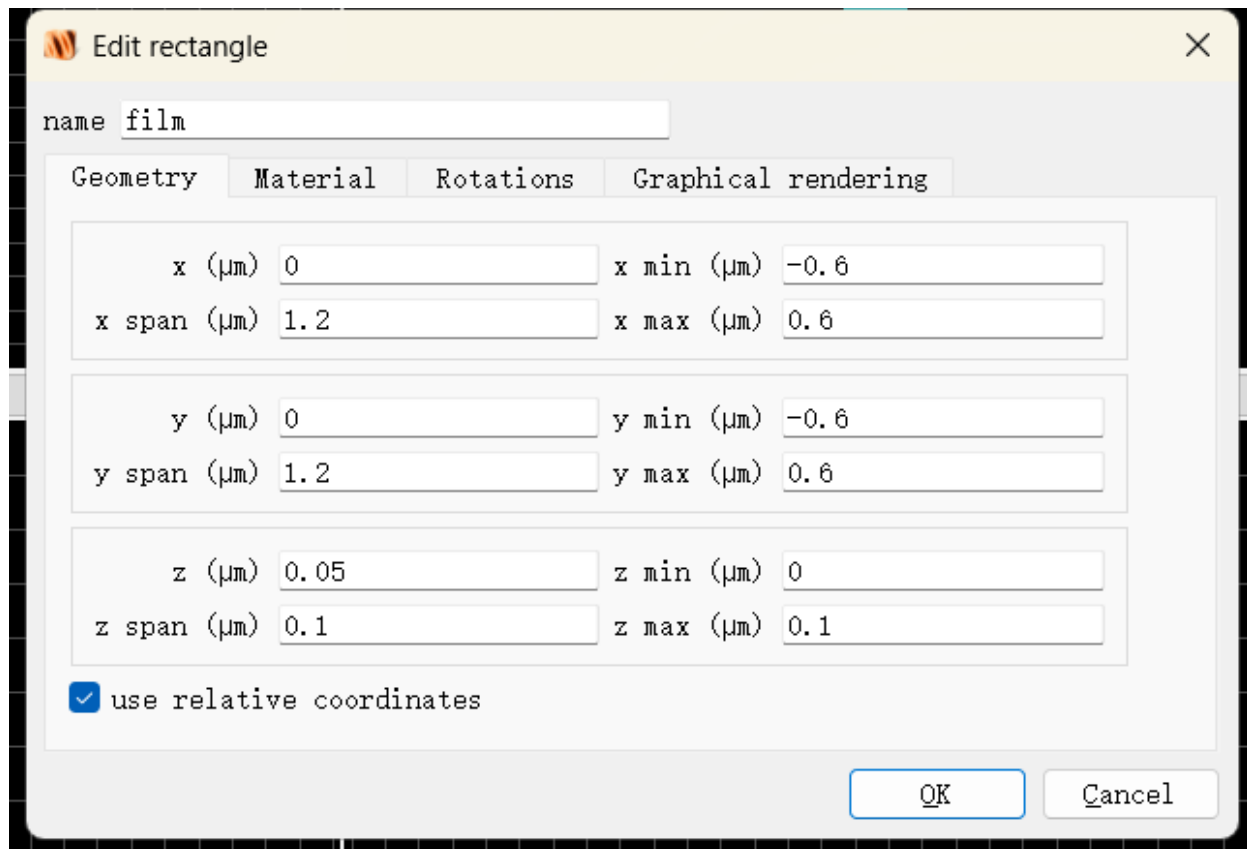 Edit rectangle
name film
Geometry Material Rotations Graphical rendering
x (μm) 0 x min (μm) -0.6
x span (μm) 1.2 x max (μm) 0.6
y (μm) 0 y min (μm) -0.6
y span (μm) 1.2 y max (μm) 0.6
z (μm) 0.05 z min (μm) 0
z span (μm) 0.1 z max (μm) 0.1
use relative coordinates
OK Cancel